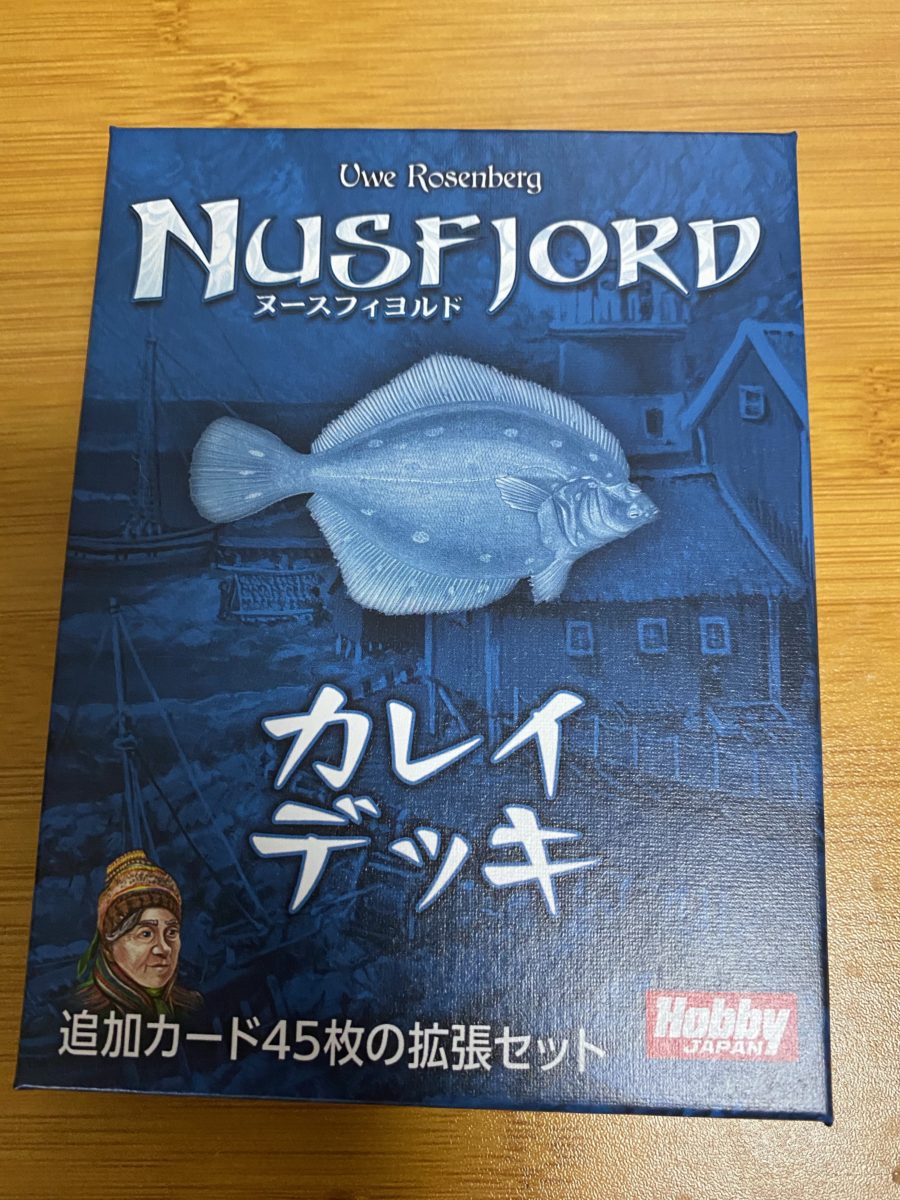 Uwe Rosenberg
NUSFJORD
ヌースフィヨルド
カレイ
デッキ
追加カード45枚の拡張セット
Hobby
JAPAN